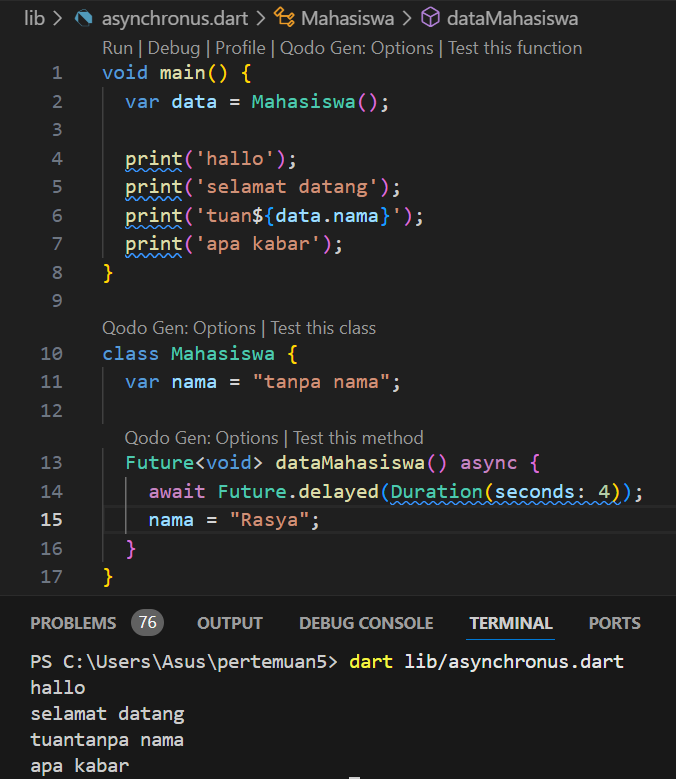 lib > asynchronus.dart > Mahasiswa > dataMahasiswa
Run | Debug | Profile | Qodo Gen: Options | Test this function
1 void main() {
2 var data = Mahasiswa();
3
4 print('hallo');
5 print('selamat datang');
6 print('tuan${data.nama}');
7 print('apa kabar');
8 }
9
Qodo Gen: Options | Test this class
10 class Mahasiswa {
11 var nama = "tanpa nama";
12
Qodo Gen: Options | Test this method
13 Future<void> dataMahasiswa() async {
14 await Future.delayed(Duration(seconds: 4));
15 nama = "Rasya";
16 }
17 }
PROBLEMS 76 OUTPUT DEBUG CONSOLE TERMINAL PORTS
PS C:\Users\Asus\pertemuan5> dart lib/asynchronus.dart
hallo
selamat datang
tuantanpa nama
apa kabar